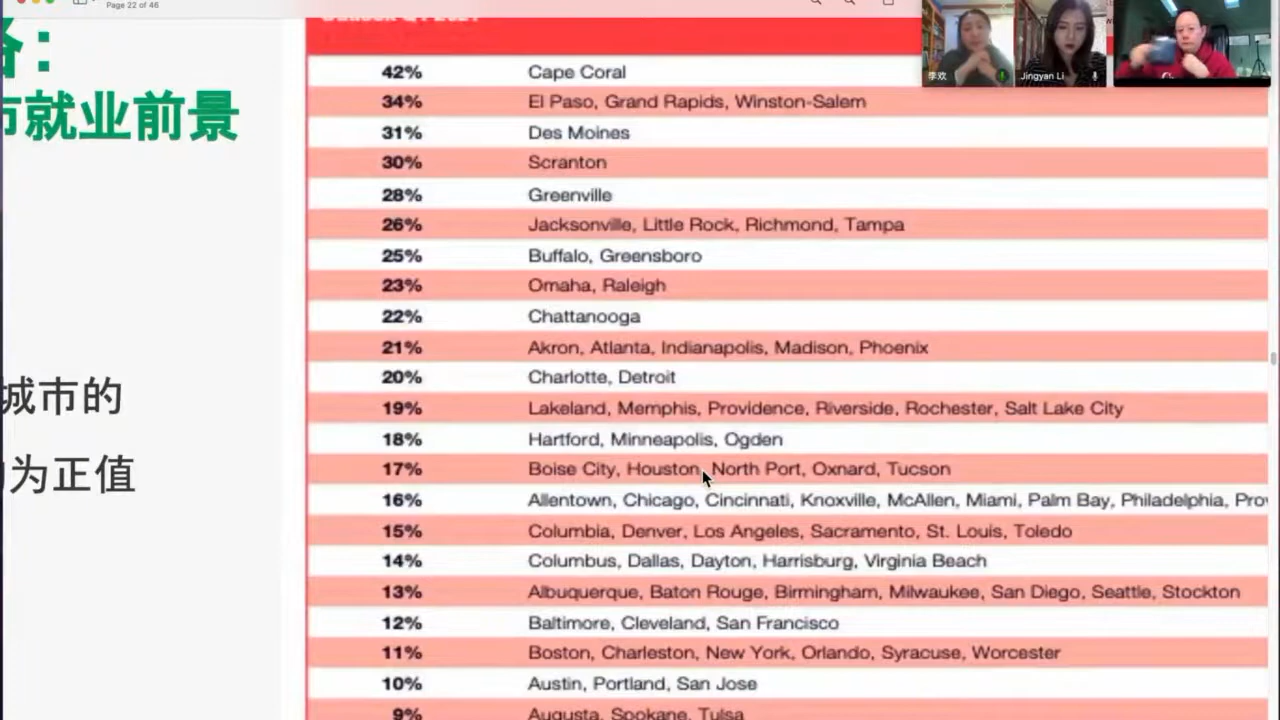 Page 22 of 46
Outlook Q1 2021
李欢
Jingyan Li
各：
市就业前景
城市的
为正值
42% Cape Coral
34% El Paso, Grand Rapids, Winston-Salem
31% Des Moines
30% Scranton
28% Greenville
26% Jacksonville, Little Rock, Richmond, Tampa
25% Buffalo, Greensboro
23% Omaha, Raleigh
22% Chattanooga
21% Akron, Atlanta, Indianapolis, Madison, Phoenix
20% Charlotte, Detroit
19% Lakeland, Memphis, Providence, Riverside, Rochester, Salt Lake City
18% Hartford, Minneapolis, Ogden
17% Boise City, Houston, North Port, Oxnard, Tucson
16% Allentown, Chicago, Cincinnati, Knoxville, McAllen, Miami, Palm Bay, Philadelphia, Prov
15% Columbia, Denver, Los Angeles, Sacramento, St. Louis, Toledo
14% Columbus, Dallas, Dayton, Harrisburg, Virginia Beach
13% Albuquerque, Baton Rouge, Birmingham, Milwaukee, San Diego, Seattle, Stockton
12% Baltimore, Cleveland, San Francisco
11% Boston, Charleston, New York, Orlando, Syracuse, Worcester
10% Austin, Portland, San Jose
9% Augusta, Spokane, Tulsa